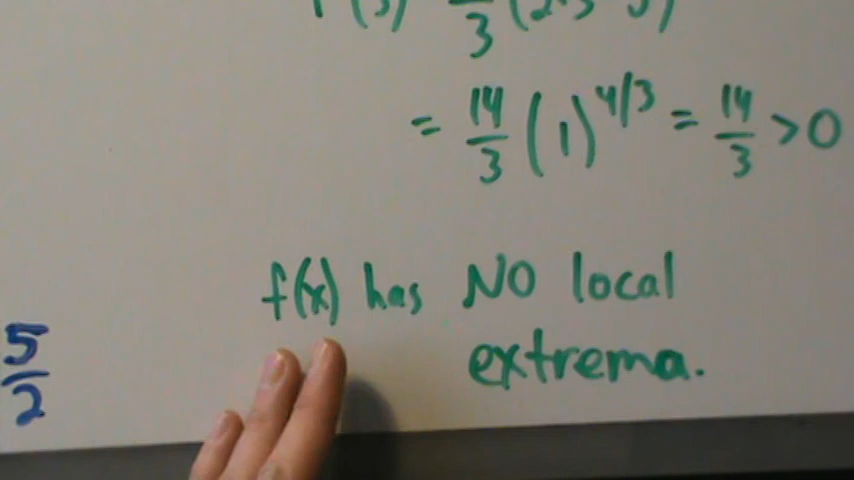 14/3 (1)^4/3 = 14/3 > 0
f(x) has NO local
extrema.
5/2